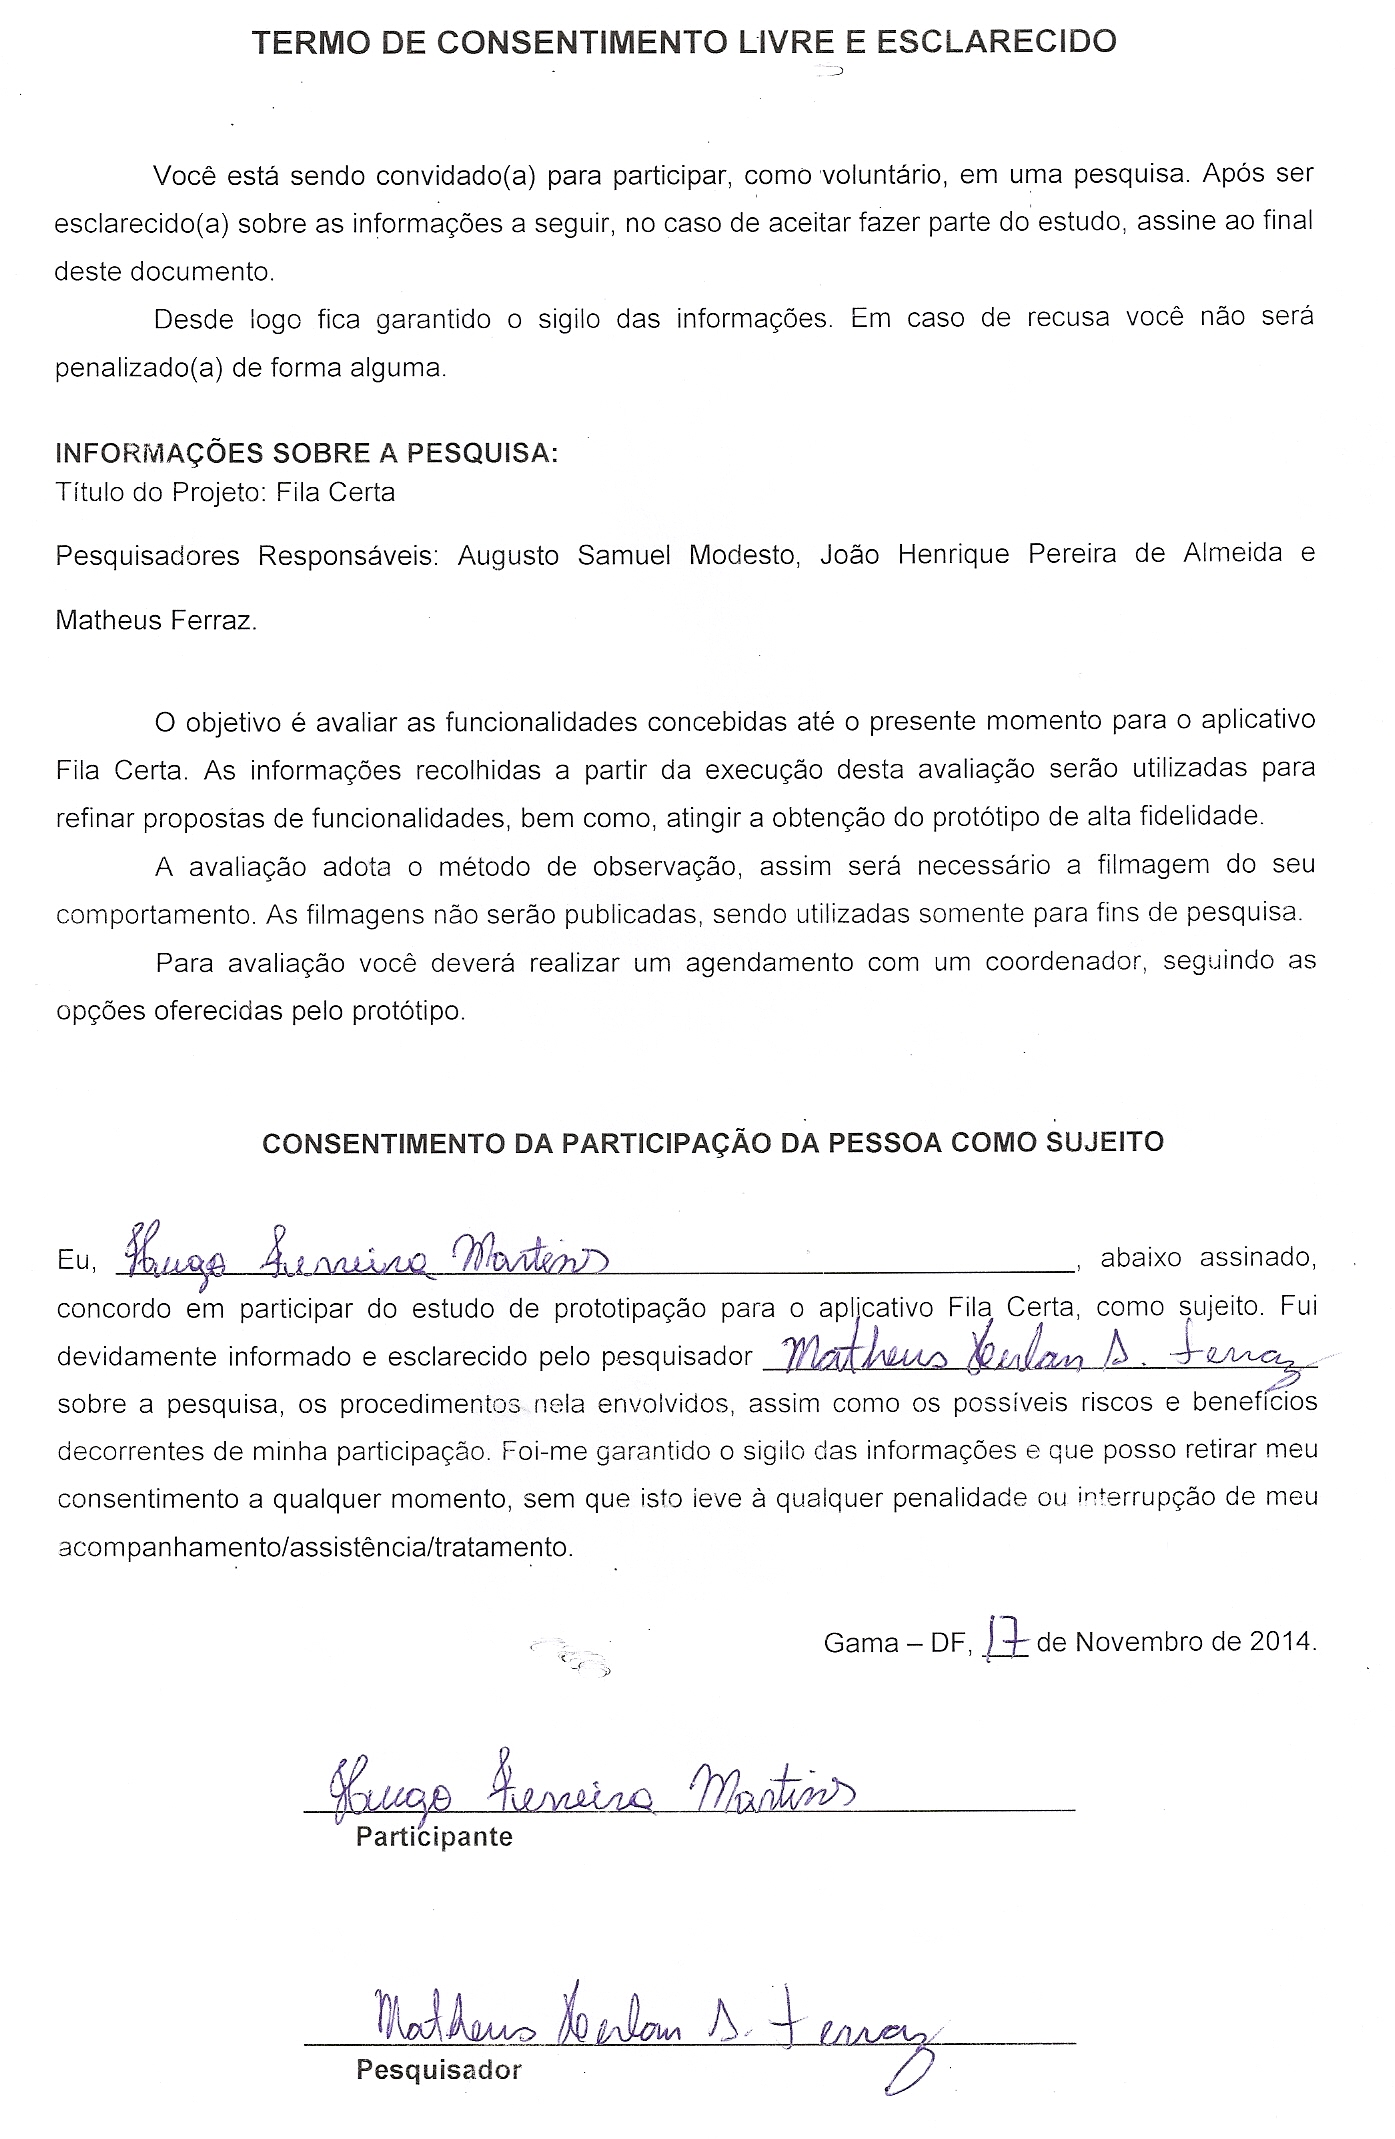 TERMO DE CONSENTIMENTO LIVRE E ESCLARECIDO
Você está sendo convidado(a) para participar, como voluntário, em uma pesquisa. Após ser
esclarecido(a) sobre as informações a seguir, no caso de aceitar fazer parte do estudo, assine ao final
deste documento.
Desde logo fica garantido o sigilo das informações. Em caso de recusa você não será
penalizado(a) de forma alguma.
INFORMAÇÕES SOBRE A PESQUISA:
Título do Projeto: Fila Certa
Pesquisadores Responsáveis: Augusto Samuel Modesto, João Henrique Pereira de Almeida e
Matheus Ferraz.
O objetivo é avaliar as funcionalidades concebidas até o presente momento para o aplicativo
Fila Certa. As informações recolhidas a partir da execução desta avaliação serão utilizadas para
refinar propostas de funcionalidades, bem como, atingir a obtenção do protótipo de alta fidelidade.
A avaliação adota o método de observação, assim será necessário a filmagem do seu
comportamento. As filmagens não serão publicadas, sendo utilizadas somente para fins de pesquisa.
Para avaliação você deverá realizar um agendamento com um coordenador, seguindo as
opções oferecidas pelo protótipo.
CONSENTIMENTO DA PARTICIPAÇÃO DA PESSOA COMO SUJEITO
Eu, Hugo Ferreira Martins, abaixo assinado,
concordo em participar do estudo de prototipação para o aplicativo Fila Certa, como sujeito. Fui
devidamente informado e esclarecido pelo pesquisador Matheus S. Ferraz
sobre a pesquisa, os procedimentos nela envolvidos, assim como os possíveis riscos e benefícios
decorrentes de minha participação. Foi-me garantido o sigilo das informações e que posso retirar meu
consentimento a qualquer momento, sem que isto leve à qualquer penalidade ou interrupção de meu
acompanhamento/assistência/tratamento.
Gama – DF, 17 de Novembro de 2014.
Hugo Ferreira Martins
Participante
Matheus S. Ferraz
Pesquisador